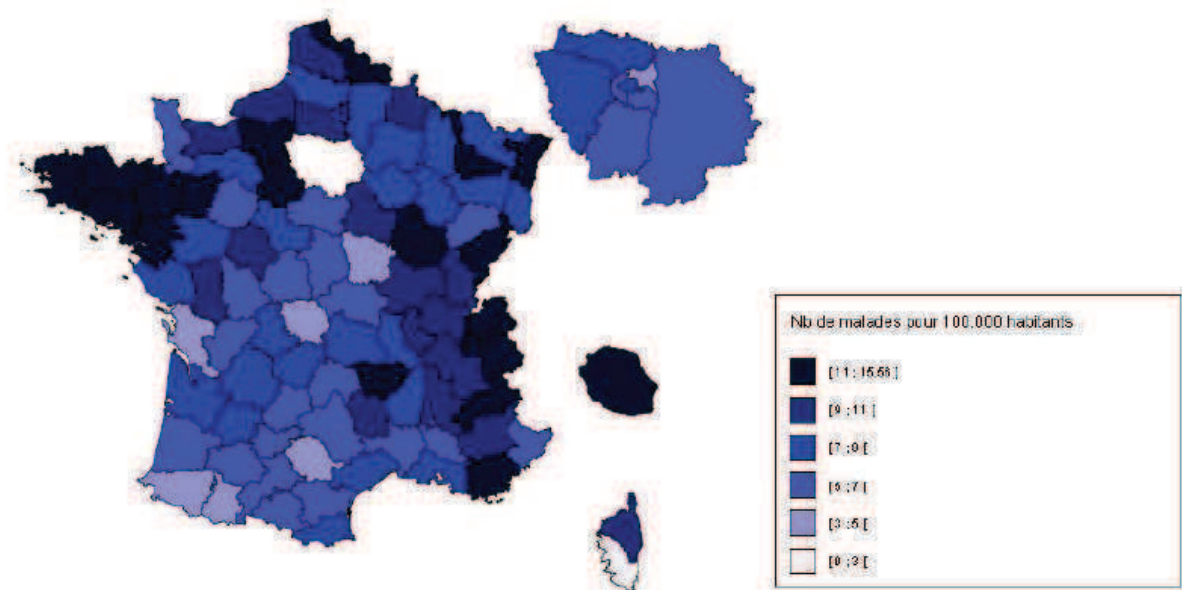 Nb de malades pour 100.000 habitants
[11 ; 15,56 ]
[9 ; 11 [
[7 ; 9 [
[5 ; 7 [
[3 ; 5 [
[0 ; 3 [